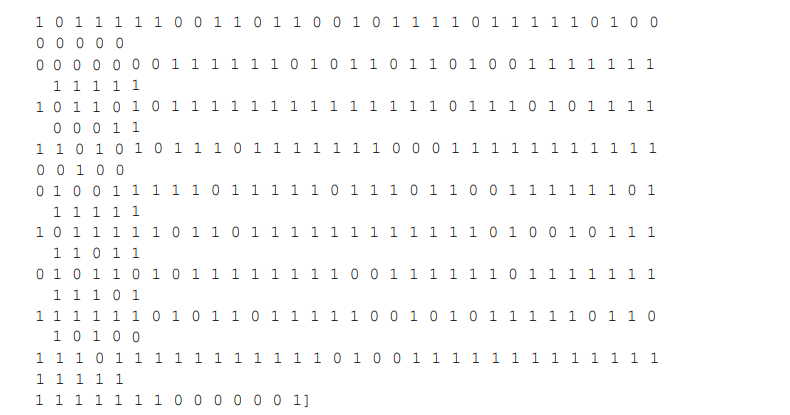 1 0 1 1 1 1 1 0 0 1 1 0 1 1 0 0 1 0 1 1 1 1 0 1 1 1 1 1 0 1 0 0
0 0 0 0 0
0 0 0 0 0 0 0 1 1 1 1 1 1 0 1 0 1 1 0 1 1 0 1 0 0 1 1 1 1 1 1 1
1 1 1 1 1
1 0 1 1 0 1 0 1 1 1 1 1 1 1 1 1 1 1 1 1 1 0 1 1 1 0 1 0 1 1 1 1
0 0 0 1 1
1 1 0 1 0 1 0 1 1 1 0 1 1 1 1 1 1 1 0 0 0 1 1 1 1 1 1 1 1 1 1 1
0 0 1 0 0
0 1 0 0 1 1 1 1 1 0 1 1 1 1 1 0 1 1 1 0 1 1 0 0 1 1 1 1 1 1 0 1
1 1 1 1 1
1 0 1 1 1 1 1 0 1 1 0 1 1 1 1 1 1 1 1 1 1 1 1 0 1 0 0 1 0 1 1 1
1 1 0 1 1
0 1 0 1 1 0 1 0 1 1 1 1 1 1 1 1 0 0 1 1 1 1 1 1 0 1 1 1 1 1 1 1
1 1 1 0 1
1 1 1 1 1 1 0 1 0 1 1 0 1 1 1 1 1 0 0 1 0 1 0 1 1 1 1 1 0 1 1 0
1 0 1 0 0
1 1 1 0 1 1 1 1 1 1 1 1 1 1 1 0 1 0 0 1 1 1 1 1 1 1 1 1 1 1 1 1
1 1 1 1 1
1 1 1 1 1 1 1 0 0 0 0 0 0 1]